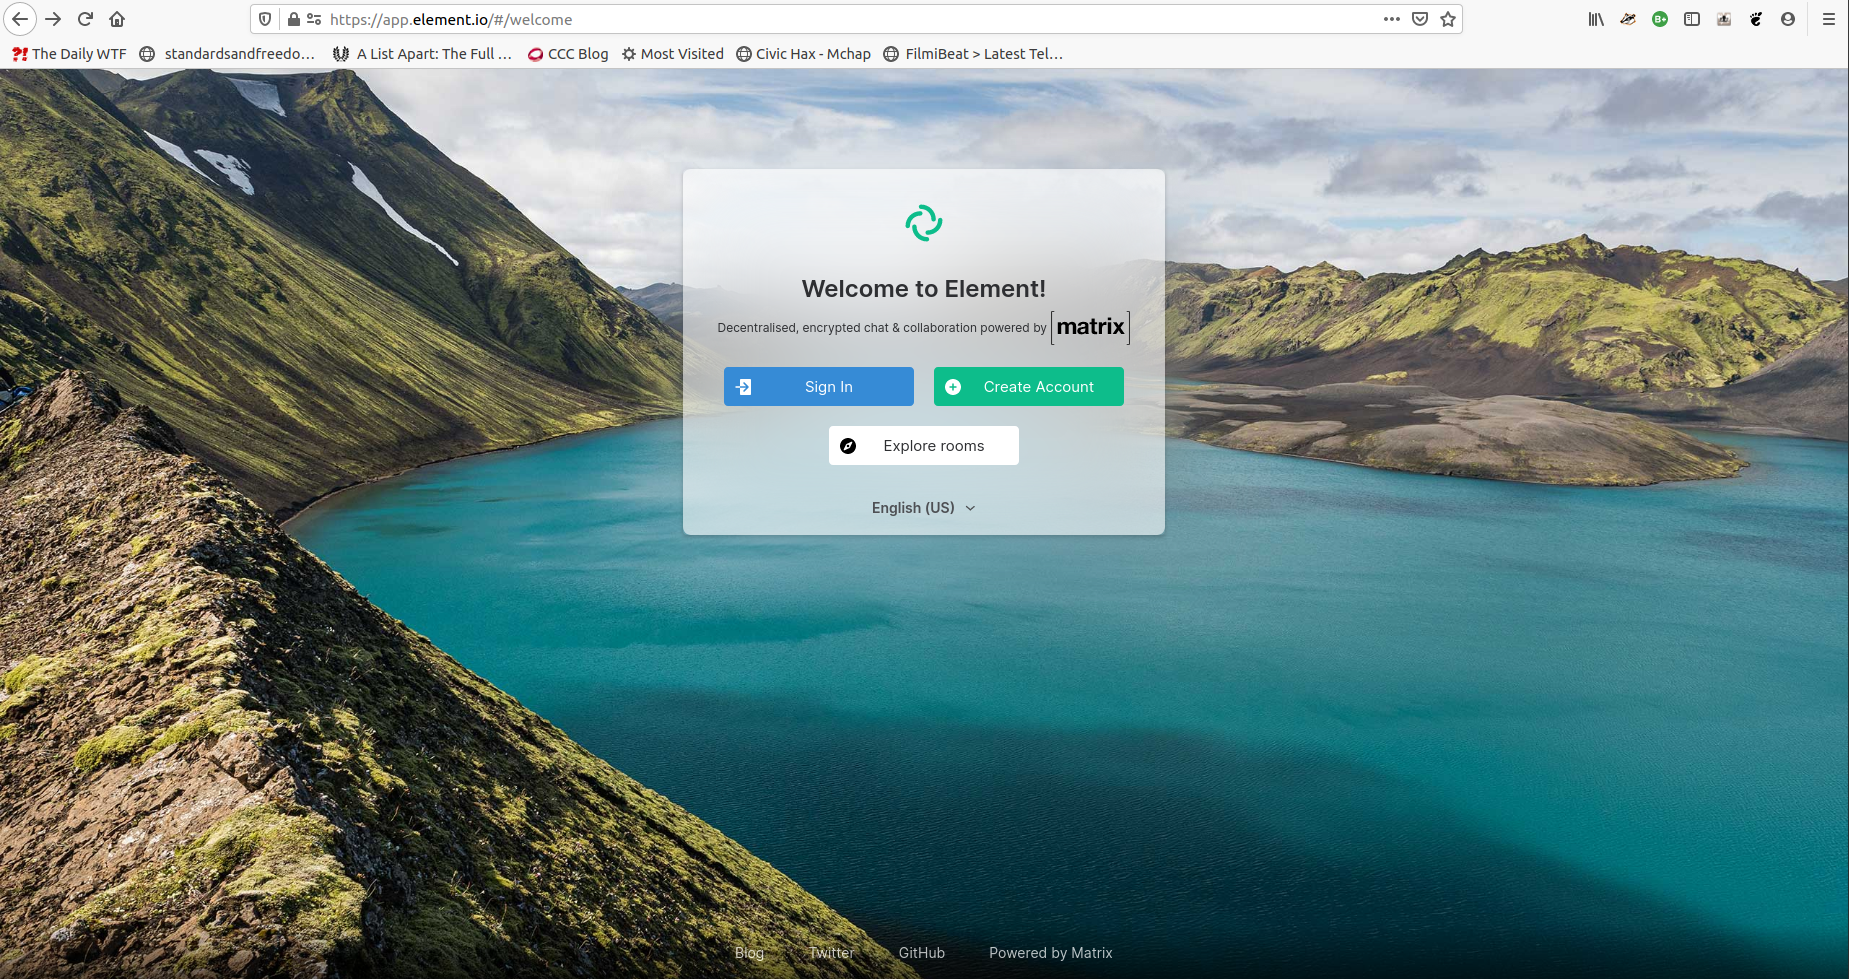 https://app.element.io/#/welcome
The Daily WTF standardsandfreedo... A List Apart: The Full ... CCC Blog Most Visited Civic Hax - Mchap FilmiBeat > Latest Tel...
Welcome to Element!
Decentralised, encrypted chat & collaboration powered by [matrix]
Sign In Create Account
Explore rooms
English (US)
Blog Twitter GitHub Powered by Matrix